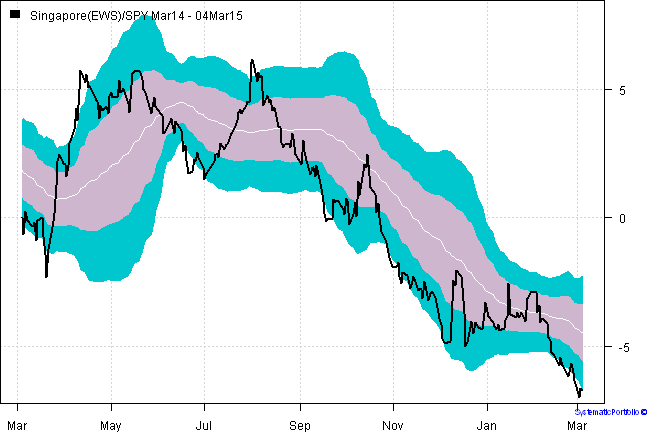 Singapore(EWS)/SPY Mar14 - 04Mar15
5
0
-5
Mar May Jul Sep Nov Jan Mar
SystematicPortfolio ©